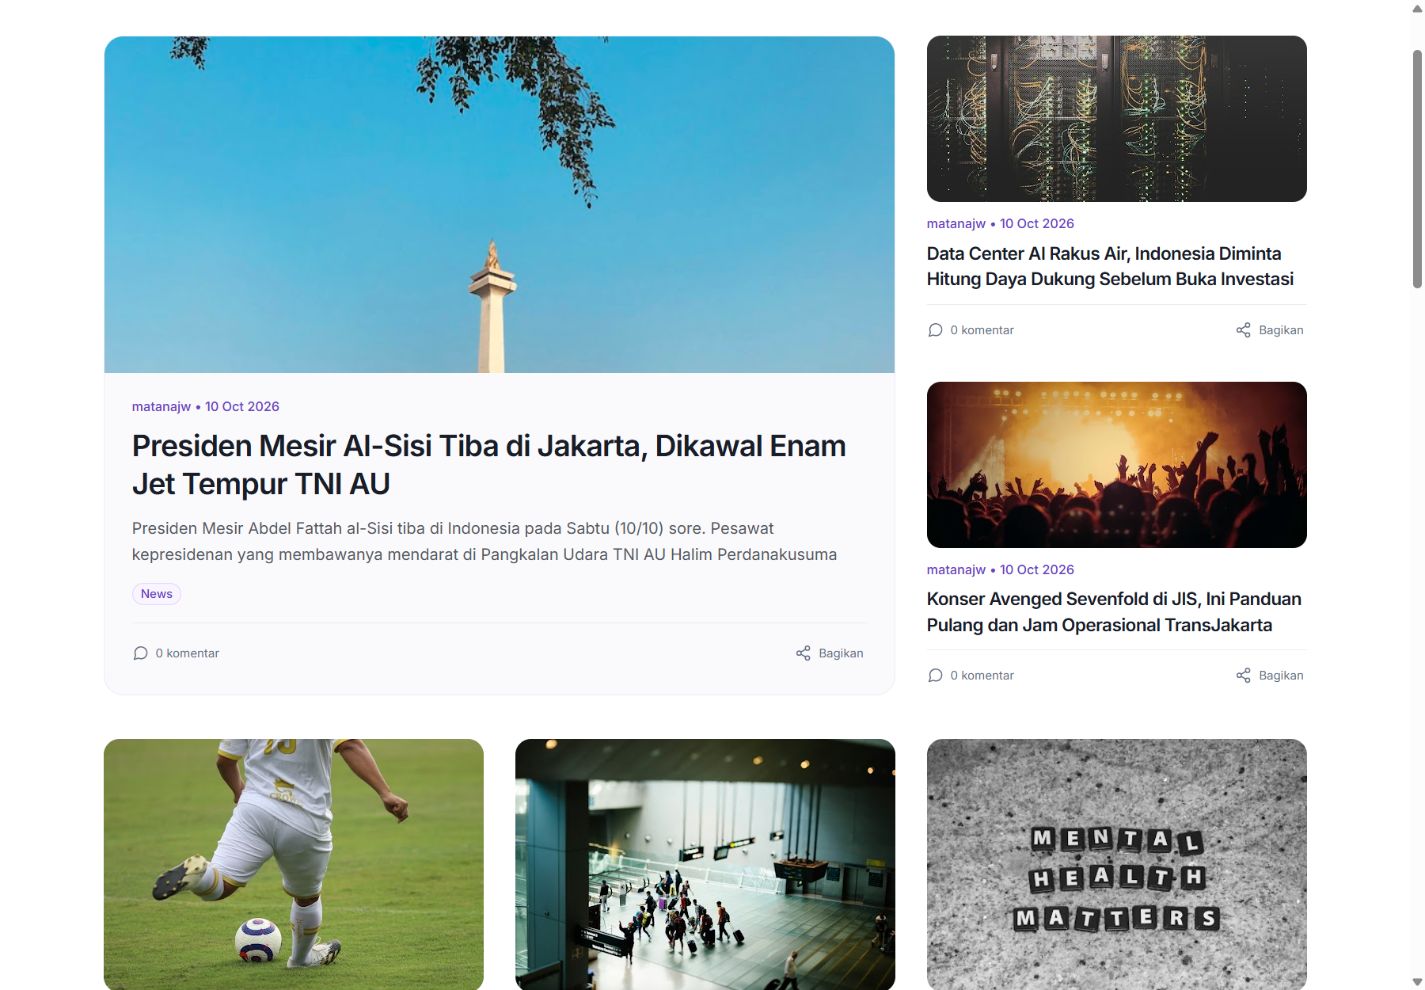 matanajw • 10 Oct 2026
Presiden Mesir Al-Sisi Tiba di Jakarta, Dikawal Enam
Jet Tempur TNI AU
Presiden Mesir Abdel Fattah al-Sisi tiba di Indonesia pada Sabtu (10/10) sore. Pesawat
kepresidenan yang membawanya mendarat di Pangkalan Udara TNI AU Halim Perdanakusuma
News
0 komentar
Bagikan
matanajw • 10 Oct 2026
Data Center AI Rakus Air, Indonesia Diminta
Hitung Daya Dukung Sebelum Buka Investasi
0 komentar
Bagikan
matanajw • 10 Oct 2026
Konser Avenged Sevenfold di JIS, Ini Panduan
Pulang dan Jam Operasional TransJakarta
0 komentar
Bagikan
MENTAL
HEALTH
MATTERS